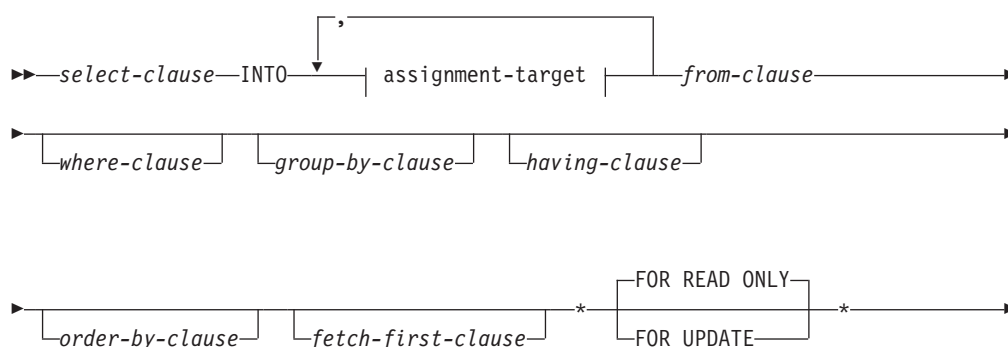 ,
select-clause INTO assignment-target from-clause
where-clause group-by-clause having-clause
FOR READ ONLY
* *
order-by-clause fetch-first-clause FOR UPDATE